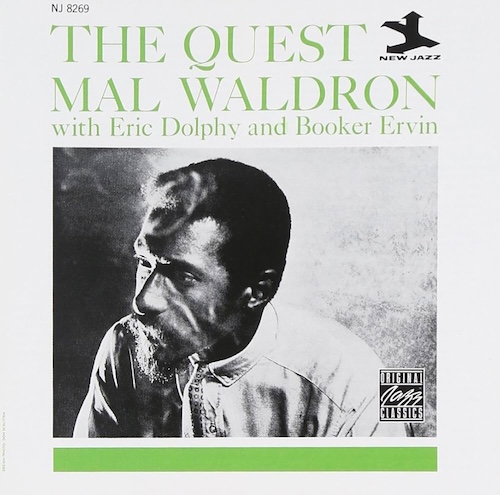 NJ 8269
THE QUEST
NEW JAZZ
MAL WALDRON
with Eric Dolphy and Booker Ervin
ORIGINAL
Jazz
CLASSICS